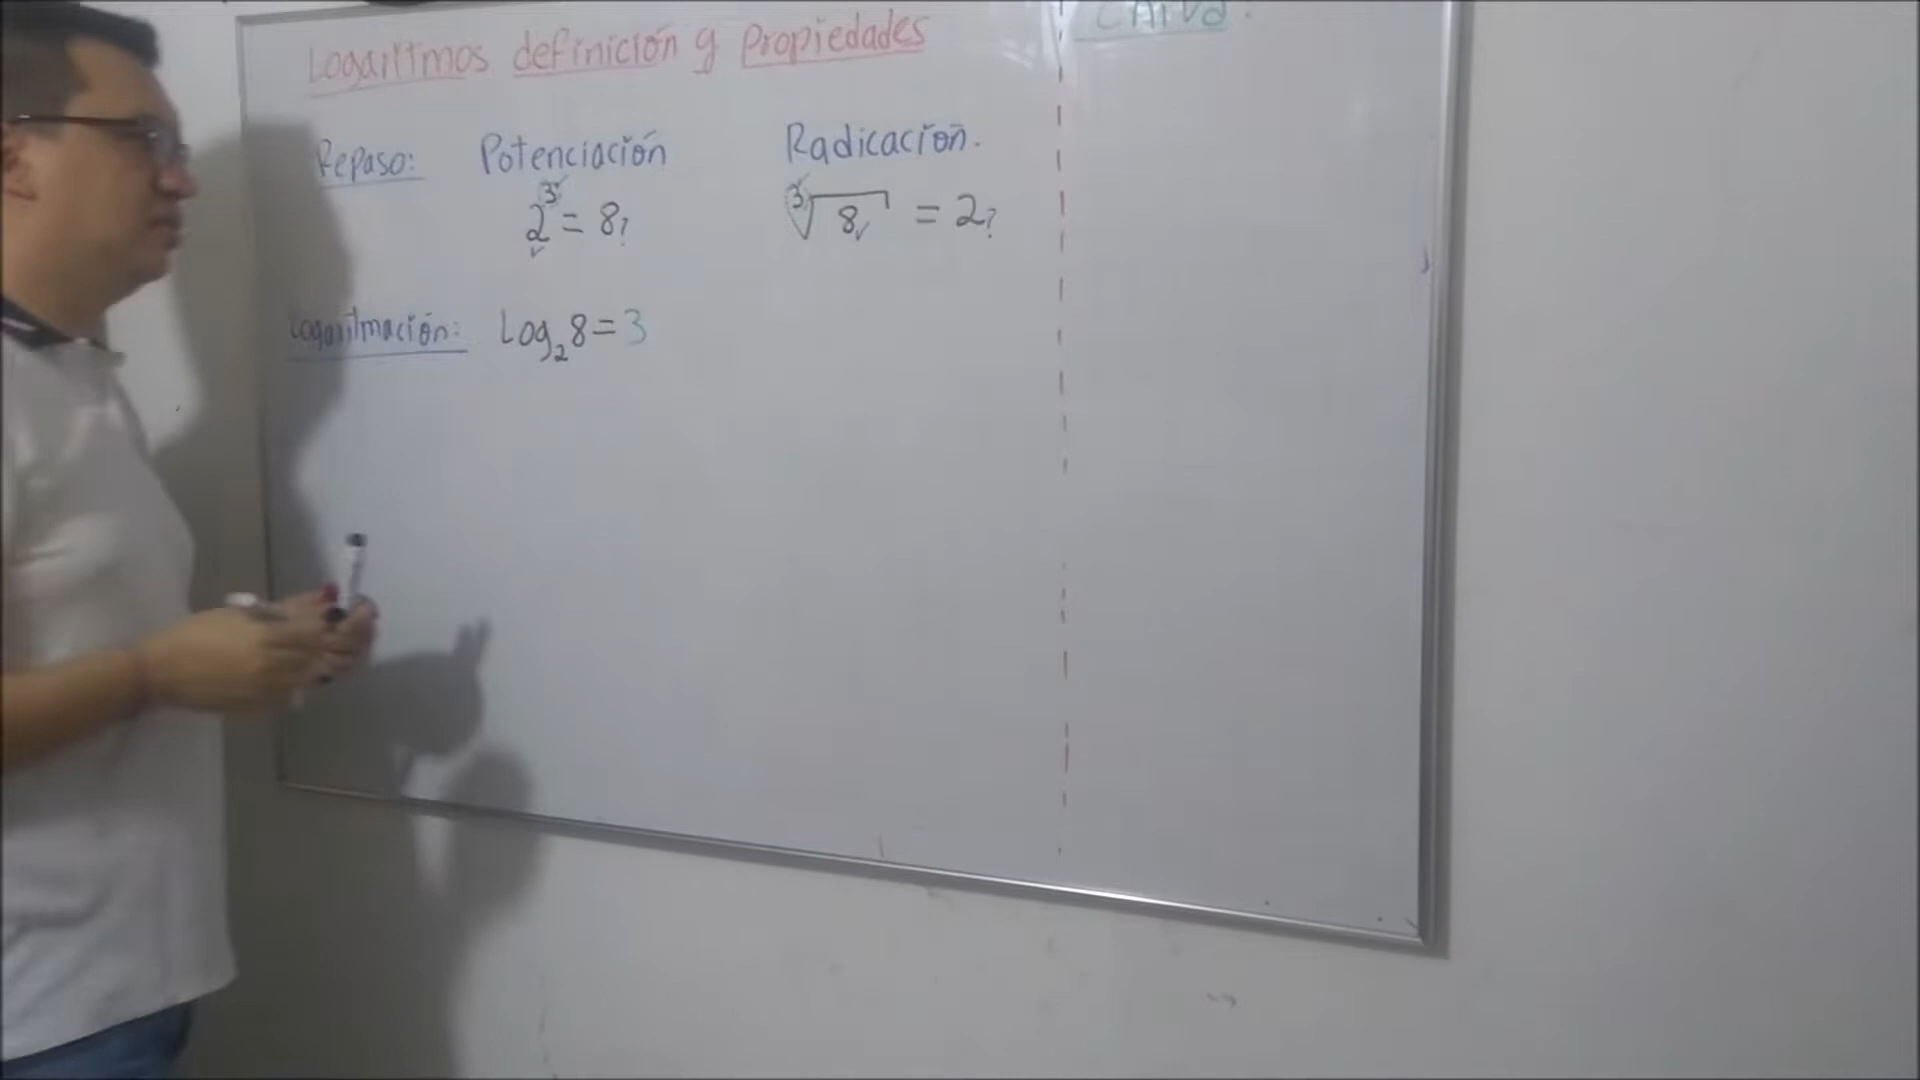 Logaritmos definición y Propiedades
Repaso: Potenciación Radicación.
2³ = 8? ∛8 = 2?
Logaritmación: Log₂8=3